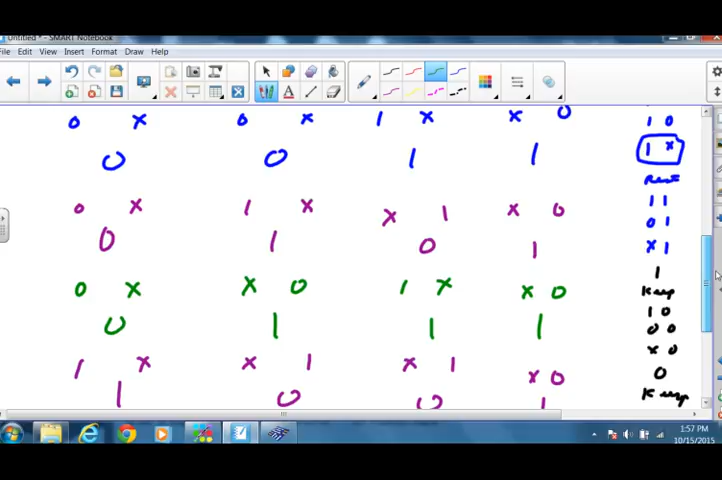 Untitled * - SMART Notebook
File Edit View Insert Format Tools Draw Help
0 x 0 x 1 x x 0 1 0
0 0 1 1 1 x
Rest
0 x 1 x x 1 x 0 1 1
0 1 0 1 0 1
x 1
1
0 x x 0 1 x x 0 Keep
0 1 1 1 1 0
0 0
x 0
1 x x 1 x 1 x 0 0
1 0 0 1 Keep
1:57 PM
10/15/2015